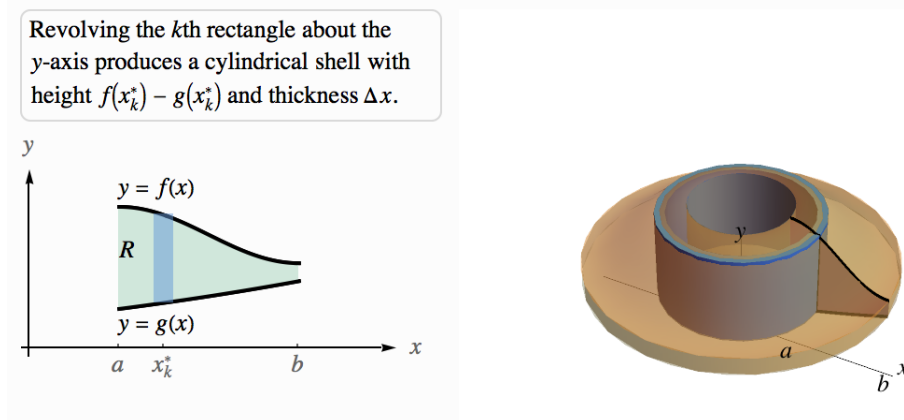 Revolving the kth rectangle about the
y-axis produces a cylindrical shell with
height f(x*k) − g(x*k) and thickness Δx.
y
y = f(x)
R
y = g(x)
x
a x*k b
y
a
b
x